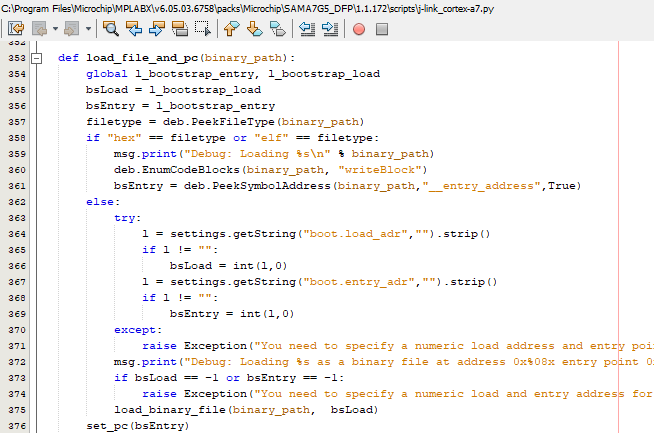 C:\Program Files\Microchip\MPLABX\v6.05.03.6758\packs\Microchip\SAMA7G5_DFP\1.1.172\scripts\j-link_cortex-a7.py
352
353 def load_file_and_pc(binary_path):
354     global l_bootstrap_entry, l_bootstrap_load
355     bsLoad = l_bootstrap_load
356     bsEntry = l_bootstrap_entry
357     filetype = deb.PeekFileType(binary_path)
358     if "hex" == filetype or "elf" == filetype:
359         msg.print("Debug: Loading %s\n" % binary_path)
360         deb.EnumCodeBlocks(binary_path, "writeBlock")
361         bsEntry = deb.PeekSymbolAddress(binary_path,"__entry_address",True)
362     else:
363         try:
364             l = settings.getString("boot.load_adr","").strip()
365             if l != "":
366                 bsLoad = int(l,0)
367             l = settings.getString("boot.entry_adr","").strip()
368             if l != "":
369                 bsEntry = int(l,0)
370         except:
371             raise Exception("You need to specify a numeric load address and entry poi
372         msg.print("Debug: Loading %s as a binary file at address 0x%08x entry point 0
373         if bsLoad == -1 or bsEntry == -1:
374             raise Exception("You need to specify a numeric load and entry address for
375         load_binary_file(binary_path,  bsLoad)
376     set_pc(bsEntry)